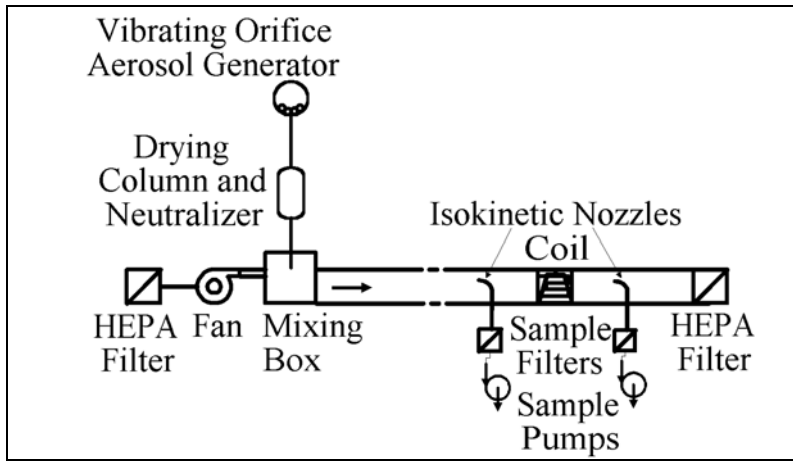 Vibrating Orifice
Aerosol Generator
Drying
Column and
Neutralizer
Isokinetic Nozzles
Coil
HEPA
Filter
Fan
Mixing
Box
Sample
Filters
HEPA
Filter
Sample
Pumps